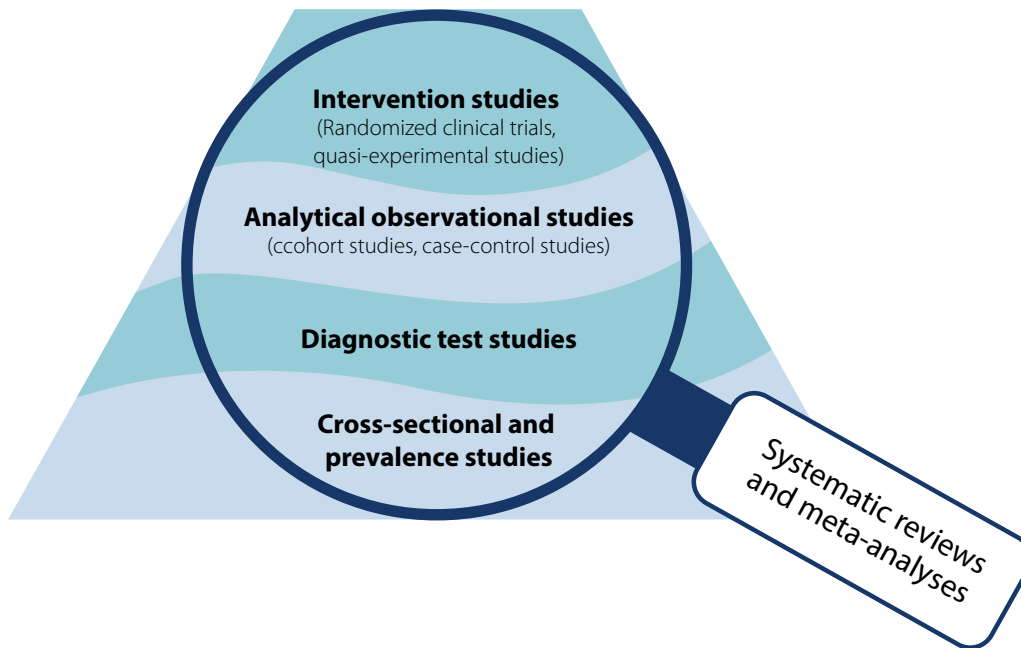 Intervention studies
(Randomized clinical trials,
quasi-experimental studies)
Analytical observational studies
(ccohort studies, case-control studies)
Diagnostic test studies
Cross-sectional and
prevalence studies
Systematic reviews
and meta-analyses